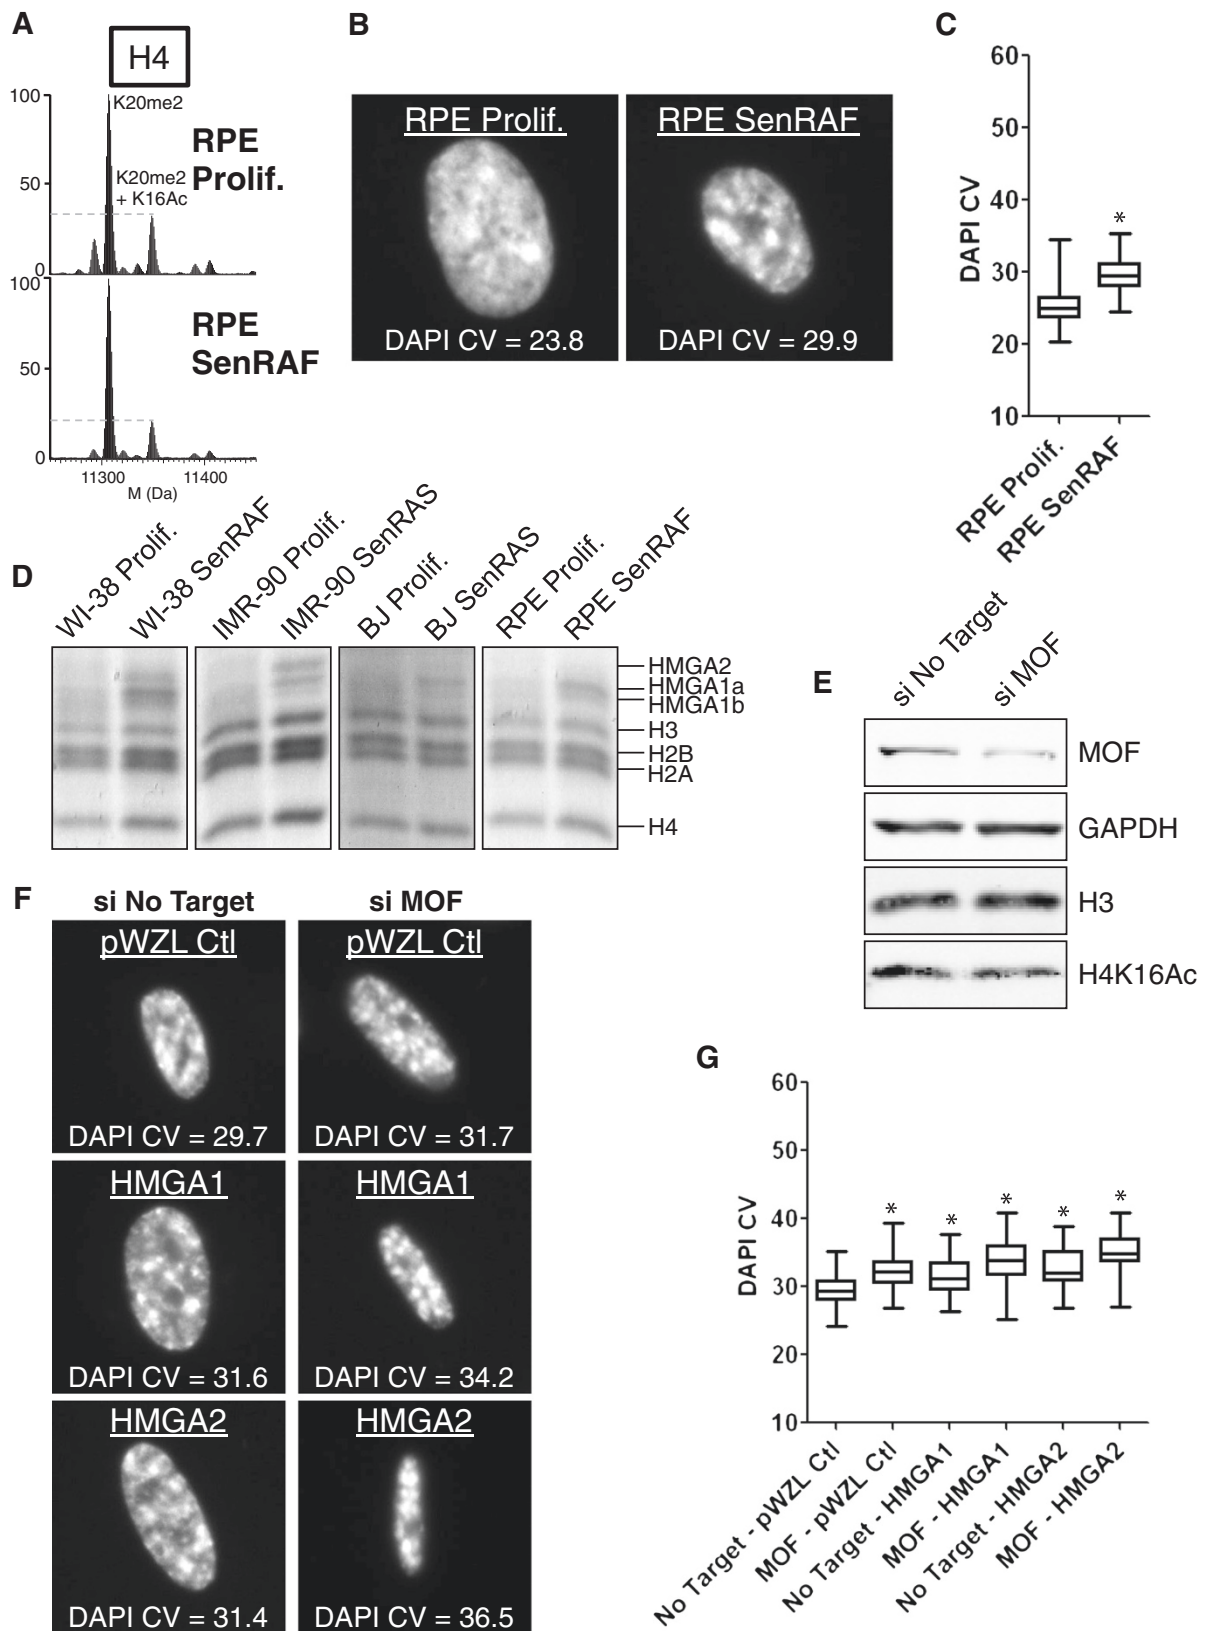 A
H4
100
K20me2
RPE
Prolif.
K20me2
+ K16Ac
50
0
100
RPE
SenRAF
50
0
11300
11400
M (Da)
B
RPE Prolif.
DAPI CV = 23.8
RPE SenRAF
DAPI CV = 29.9
C
60
50
40
30
20
10
DAPI CV
*
RPE Prolif.
RPE SenRAF
D
WI-38 Prolif.
WI-38 SenRAF
IMR-90 Prolif.
IMR-90 SenRAS
BJ Prolif.
BJ SenRAS
RPE Prolif.
RPE SenRAF
HMGA2
HMGA1a
HMGA1b
H3
H2B
H2A
H4
E
si No Target
si MOF
MOF
GAPDH
H3
H4K16Ac
F
si No Target
si MOF
pWZL Ctl
DAPI CV = 29.7
pWZL Ctl
DAPI CV = 31.7
HMGA1
DAPI CV = 31.6
HMGA1
DAPI CV = 34.2
HMGA2
DAPI CV = 31.4
HMGA2
DAPI CV = 36.5
G
60
50
40
30
20
10
DAPI CV
* * * * *
No Target - pWZL Ctl
MOF - pWZL Ctl
No Target - HMGA1
MOF - HMGA1
No Target - HMGA2
MOF - HMGA2